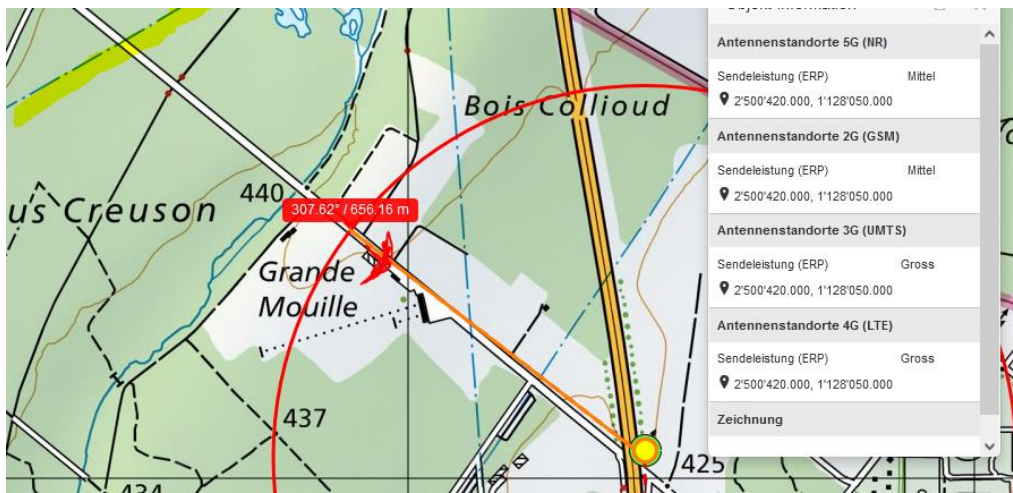 Antennenstandorte 5G (NR)
Sendeleistung (ERP) Mittel
2'500'420.000, 1'128'050.000
Antennenstandorte 2G (GSM)
Sendeleistung (ERP) Mittel
2'500'420.000, 1'128'050.000
Antennenstandorte 3G (UMTS)
Sendeleistung (ERP) Gross
2'500'420.000, 1'128'050.000
Antennenstandorte 4G (LTE)
Sendeleistung (ERP) Gross
2'500'420.000, 1'128'050.000
Zeichnung
Bois Collioud
440
us Creuson
307.62° / 656.16 m
Grande
Mouille
437
425
434